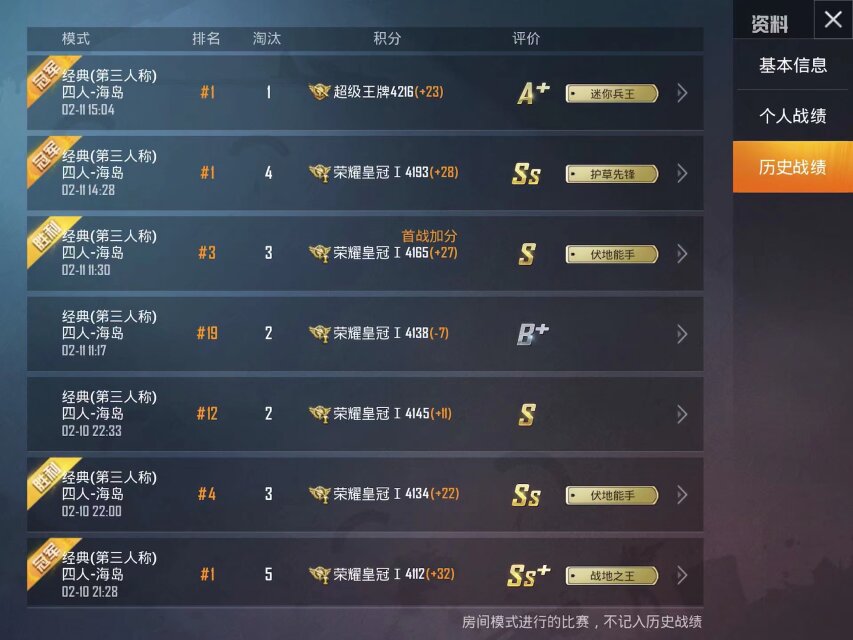 资料
基本信息
个人战绩
历史战绩
模式 排名 淘汰 积分 评价
冠军 经典(第三人称)
四人-海岛 #1 1 超级王牌4216(+23) A+ 迷你兵王
02-11 15:04
冠军 经典(第三人称)
四人-海岛 #1 4 荣耀皇冠 I 4193(+28) Ss 护草先锋
02-11 14:28
胜利 经典(第三人称) 首战加分
四人-海岛 #3 3 荣耀皇冠 I 4165(+27) S 伏地能手
02-11 11:30
经典(第三人称)
四人-海岛 #19 2 荣耀皇冠 I 4138(-7) B+
02-11 11:17
经典(第三人称)
四人-海岛 #12 2 荣耀皇冠 I 4145(+11) S
02-10 22:33
胜利 经典(第三人称)
四人-海岛 #4 3 荣耀皇冠 I 4134(+22) Ss 伏地能手
02-10 22:00
冠军 经典(第三人称)
四人-海岛 #1 5 荣耀皇冠 I 4112(+32) Ss+ 战地之王
02-10 21:28
房间模式进行的比赛，不记入历史战绩